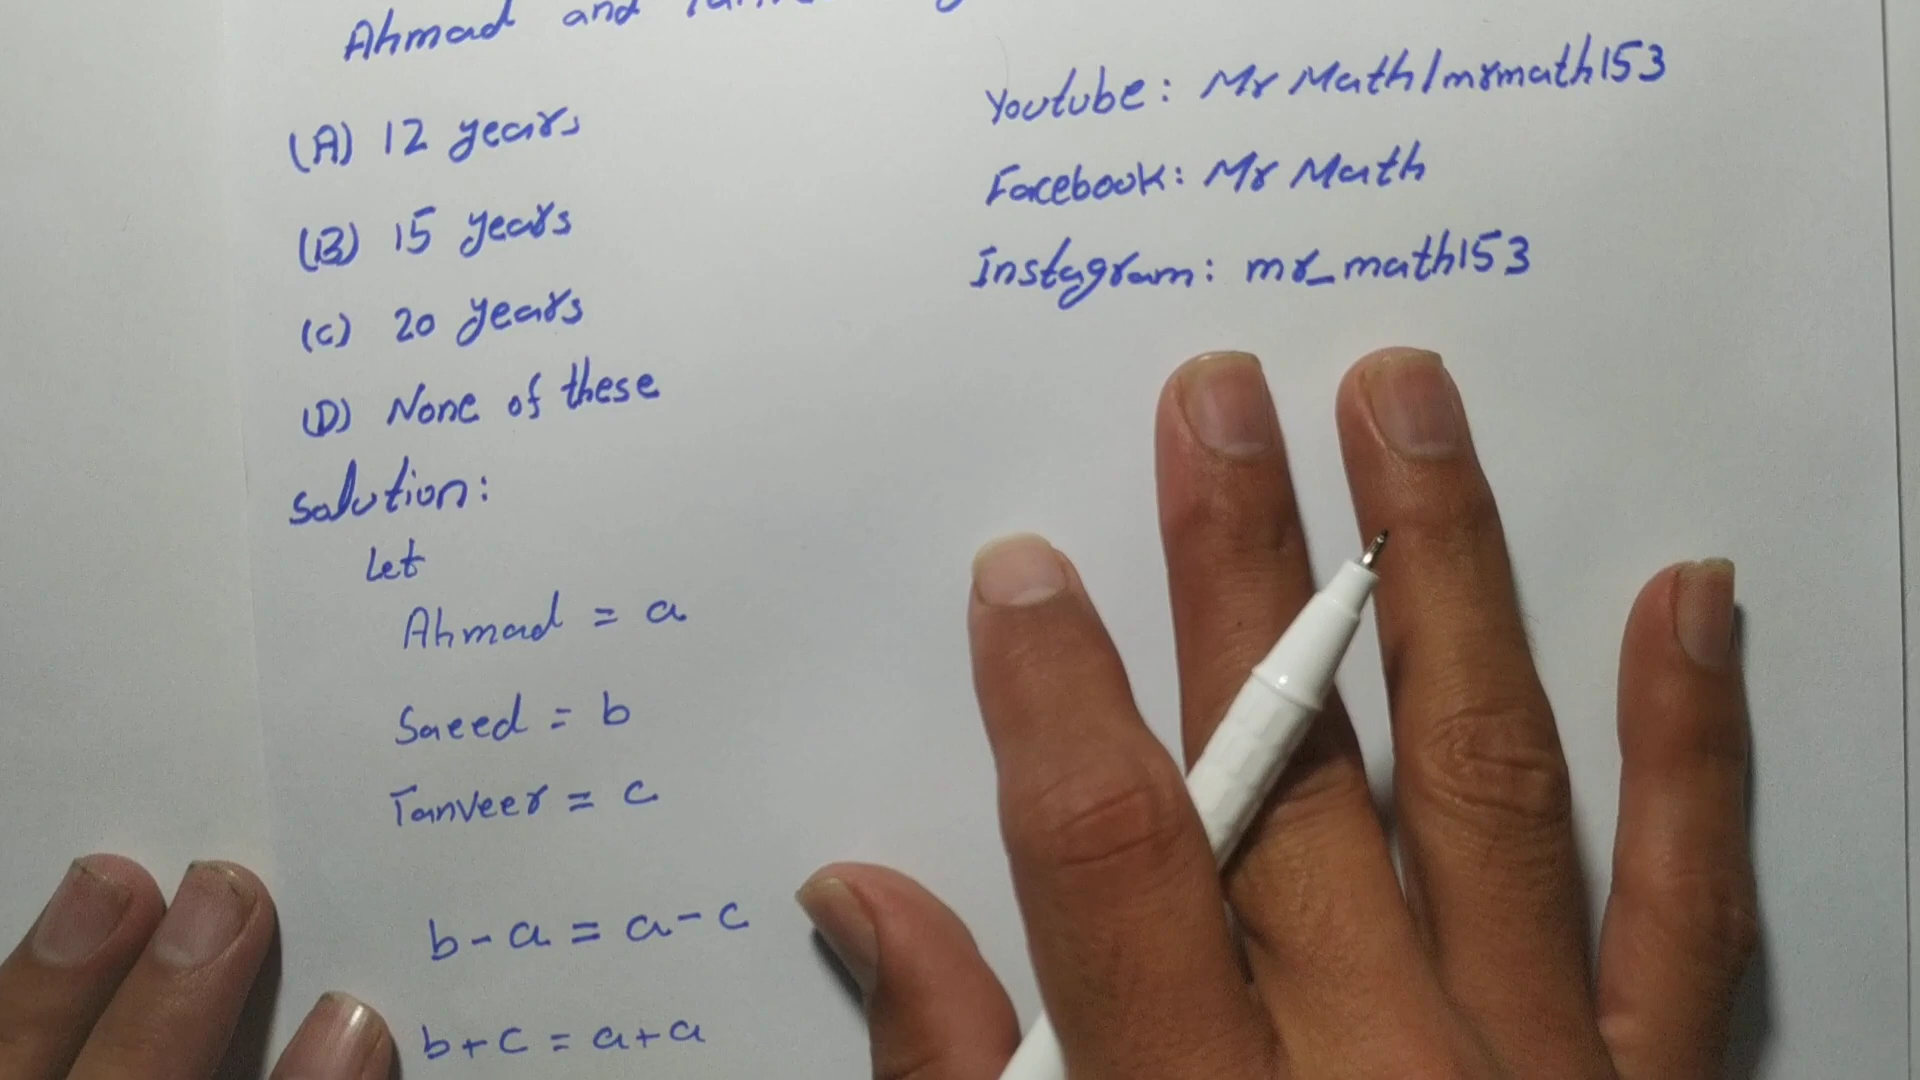 Ahmad and
(A) 12 years
(B) 15 years
(C) 20 years
(D) None of these
Solution:
Let
Ahmad = a
Saeed = b
Tanveer = c
b - a = a - c
b + c = a + a
Youtube: Mr Math/mrmath153
Facebook: Mr Math
Instagram: mr_math153